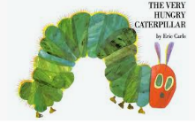 THE VERY
HUNGRY
CATERPILLAR
by Eric Carle